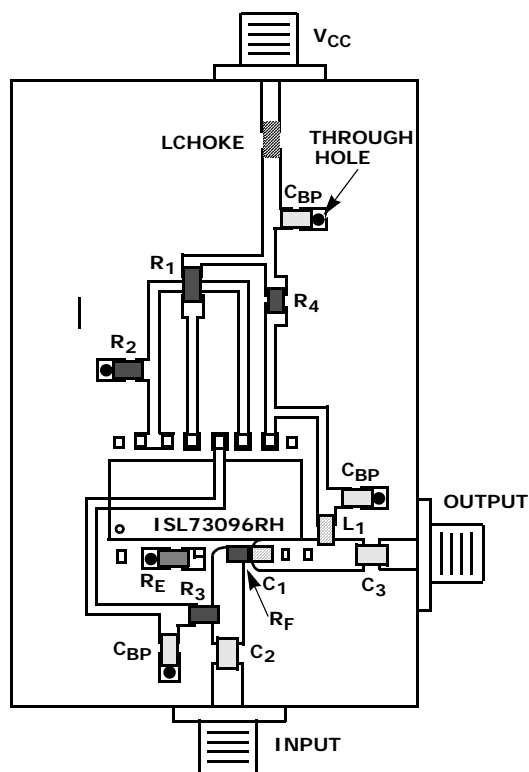 VCC
LCHOKE
THROUGH
HOLE
CBP
R1
R4
R2
CBP
OUTPUT
ISL73096RH
L1
RE
R3
C1
C3
RF
CBP
C2
INPUT